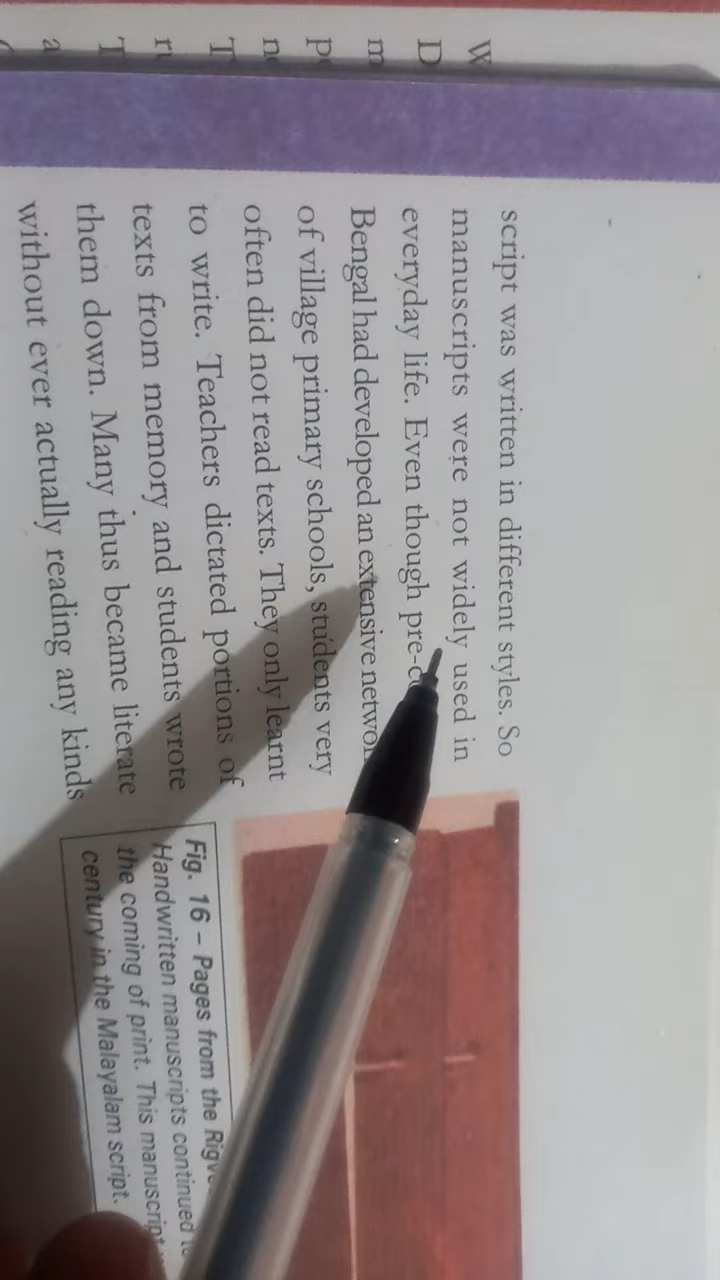 script was written in different styles. So
manuscripts were not widely used in
everyday life. Even though
Bengal had developed an extensive
of village primary schools, students very
often did not read texts. They only learnt
to write. Teachers dictated portions of
texts from memory and students wrote
them down. Many thus became literate
without ever actually reading any kinds
Fig. 16 – Pages from the
Handwritten manuscripts continued
the coming of print. This manuscript
century in the Malayalam script.